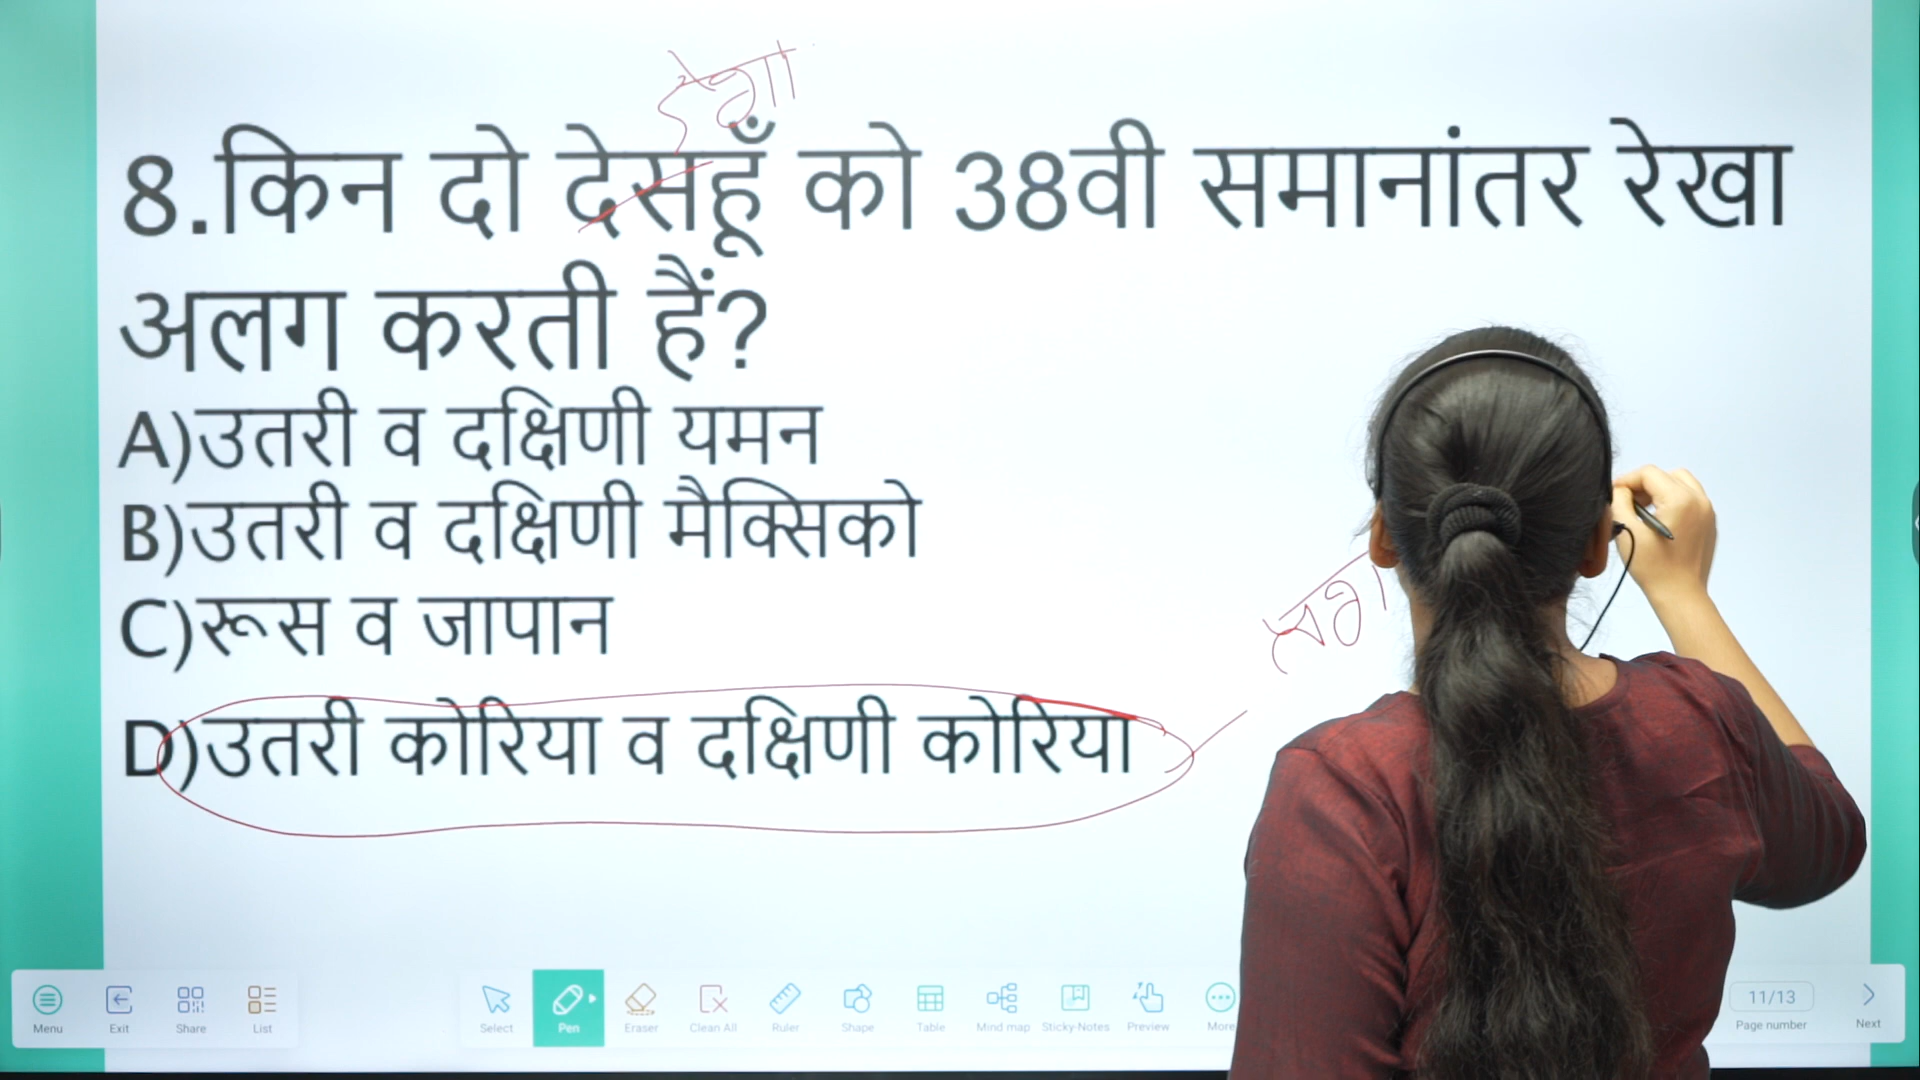 8.किन दो देसहूँ को 38वी समानांतर रेखा
अलग करती हैं?
A)उतरी व दक्षिणी यमन
B)उतरी व दक्षिणी मैक्सिको
C)रूस व जापान
D)उतरी कोरिया व दक्षिणी कोरिया
Menu Exit Share List Select Pen Eraser Clean All Ruler Shape Table Mind map Sticky-Notes Preview More 11/13 Page number Next